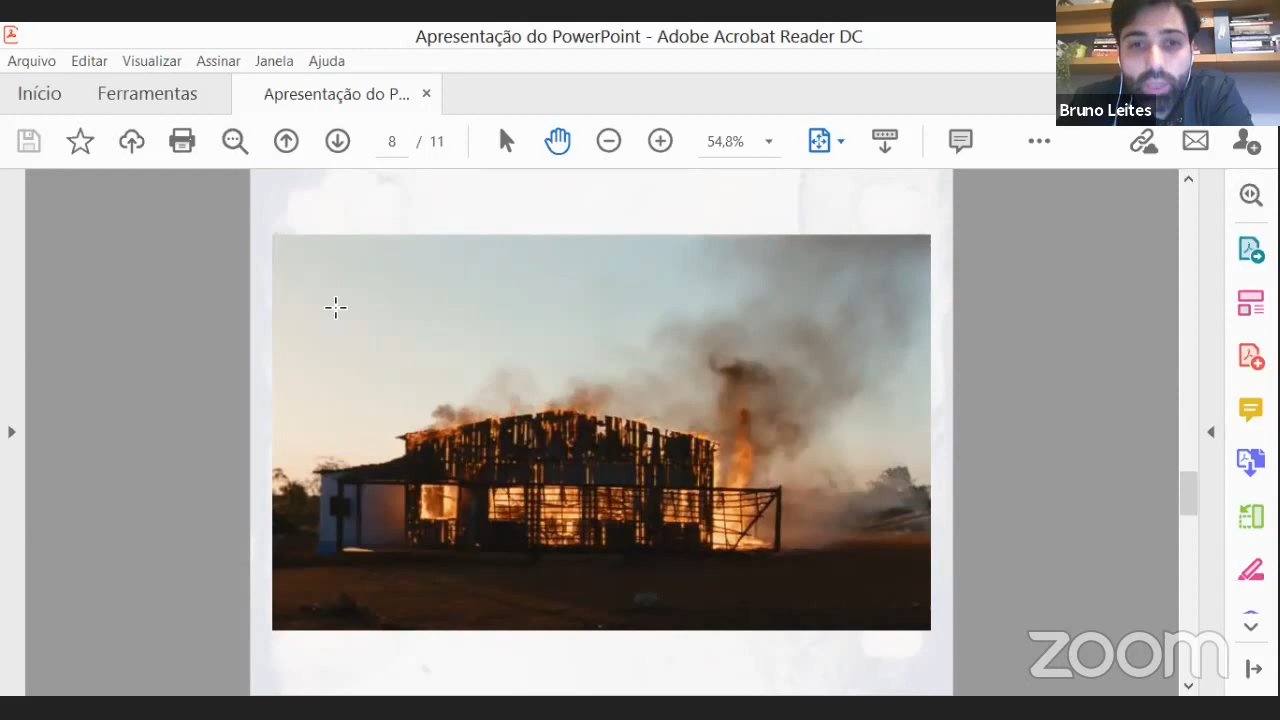 Apresentação do PowerPoint - Adobe Acrobat Reader DC
Arquivo Editar Visualizar Assinar Janela Ajuda
Início Ferramentas Apresentação do P... ×
8 / 11 54,8%
Bruno Leites
zoom